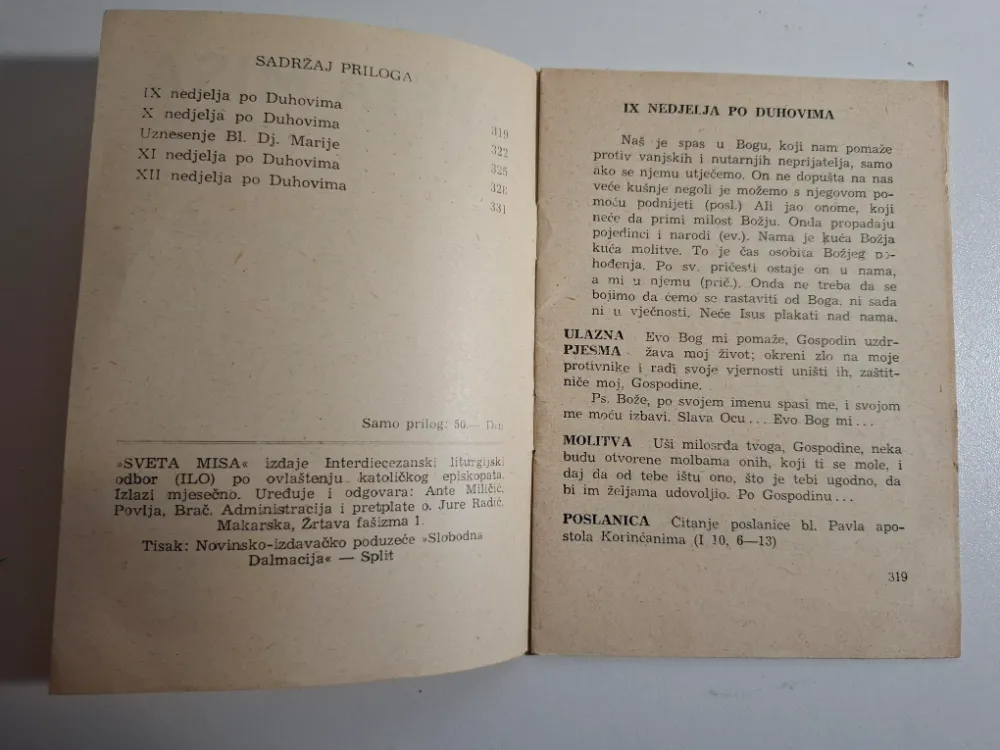 SADRŽAJ PRILOGA
IX nedjelja po Duhovima 319
X nedjelja po Duhovima 322
Uznesenje Bl. Dj. Marije 325
XI nedjelja po Duhovima 328
XII nedjelja po Duhovima 331
Samo prilog: 50.— Din
»SVETA MISA« izdaje Interdiecezanski liturgijski
odbor (ILO) po ovlaštenju katoličkog episkopata.
Izlazi mjesečno. Uređuje i odgovara: Ante Miličić,
Povlja, Brač. Administracija i pretplate o. Jure Radić,
Makarska, Žrtava fašizma 1.
Tisak: Novinsko-izdavačko poduzeće »Slobodna
Dalmacija« — Split
IX NEDJELJA PO DUHOVIMA
Naš je spas u Bogu, koji nam pomaže
protiv vanjskih i nutarnjih neprijatelja, samo
ako se njemu utječemo. On ne dopušta na nas
veće kušnje negoli je možemo s njegovom po-
moću podnijeti (posl.) Ali jao onome, koji
neće da primi milost Božju. Onda propadaju
pojedinci i narodi (ev.). Nama je kuća Božja
kuća molitve. To je čas osobita Božjeg po-
hođenja. Po sv. pričesti ostaje on u nama,
a mi u njemu (prič.). Onda ne treba da se
bojimo da ćemo se rastaviti od Boga. ni sada
ni u vječnosti. Neće Isus plakati nad nama.
ULAZNA Evo Bog mi pomaže, Gospodin uzdr-
PJESMA žava moj život; okreni zlo na moje
protivnike i radi svoje vjernosti uništi ih, zaštit-
niče moj, Gospodine.
Ps. Bože, po svojem imenu spasi me, i svojom
me moću izbavi. Slava Ocu . . . Evo Bog mi . . .
MOLITVA Uši milosrđa tvoga, Gospodine, neka
budu otvorene molbama onih, koji ti se mole, i
daj da od tebe ištu ono, što je tebi ugodno, da
bi im željama udovoljio. Po Gospodinu . . .
POSLANICA Čitanje poslanice bl. Pavla apo-
stola Korinćanima (I 10, 6—13)
319